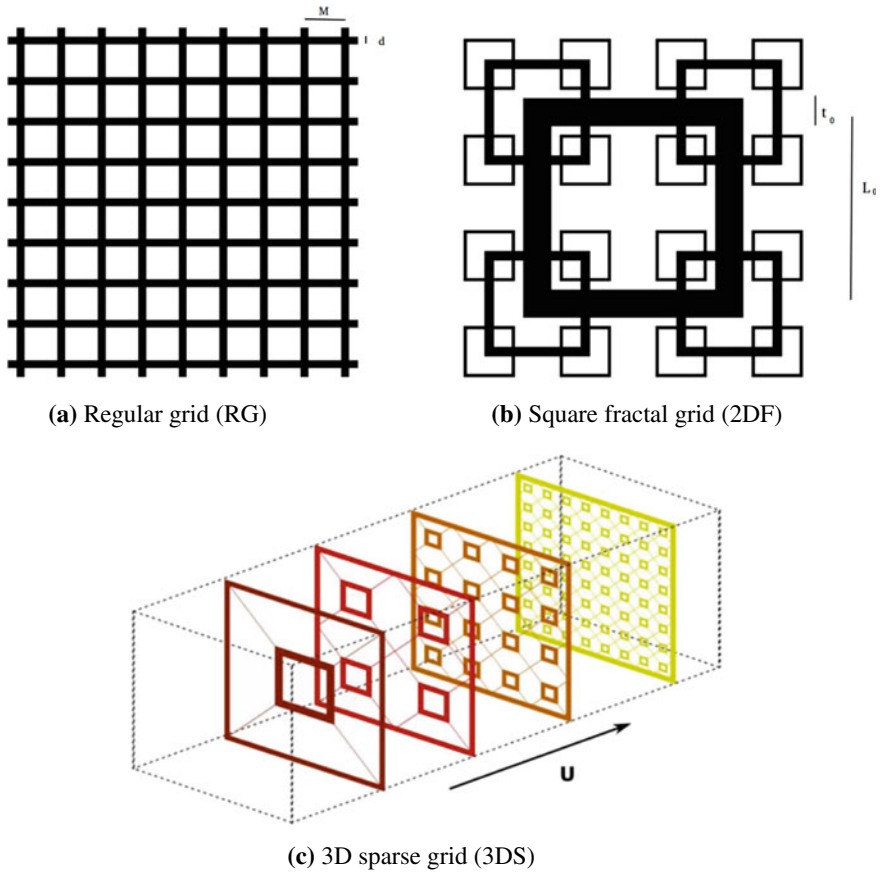 M
d
t₀
L₀
(a) Regular grid (RG)
(b) Square fractal grid (2DF)
U
(c) 3D sparse grid (3DS)